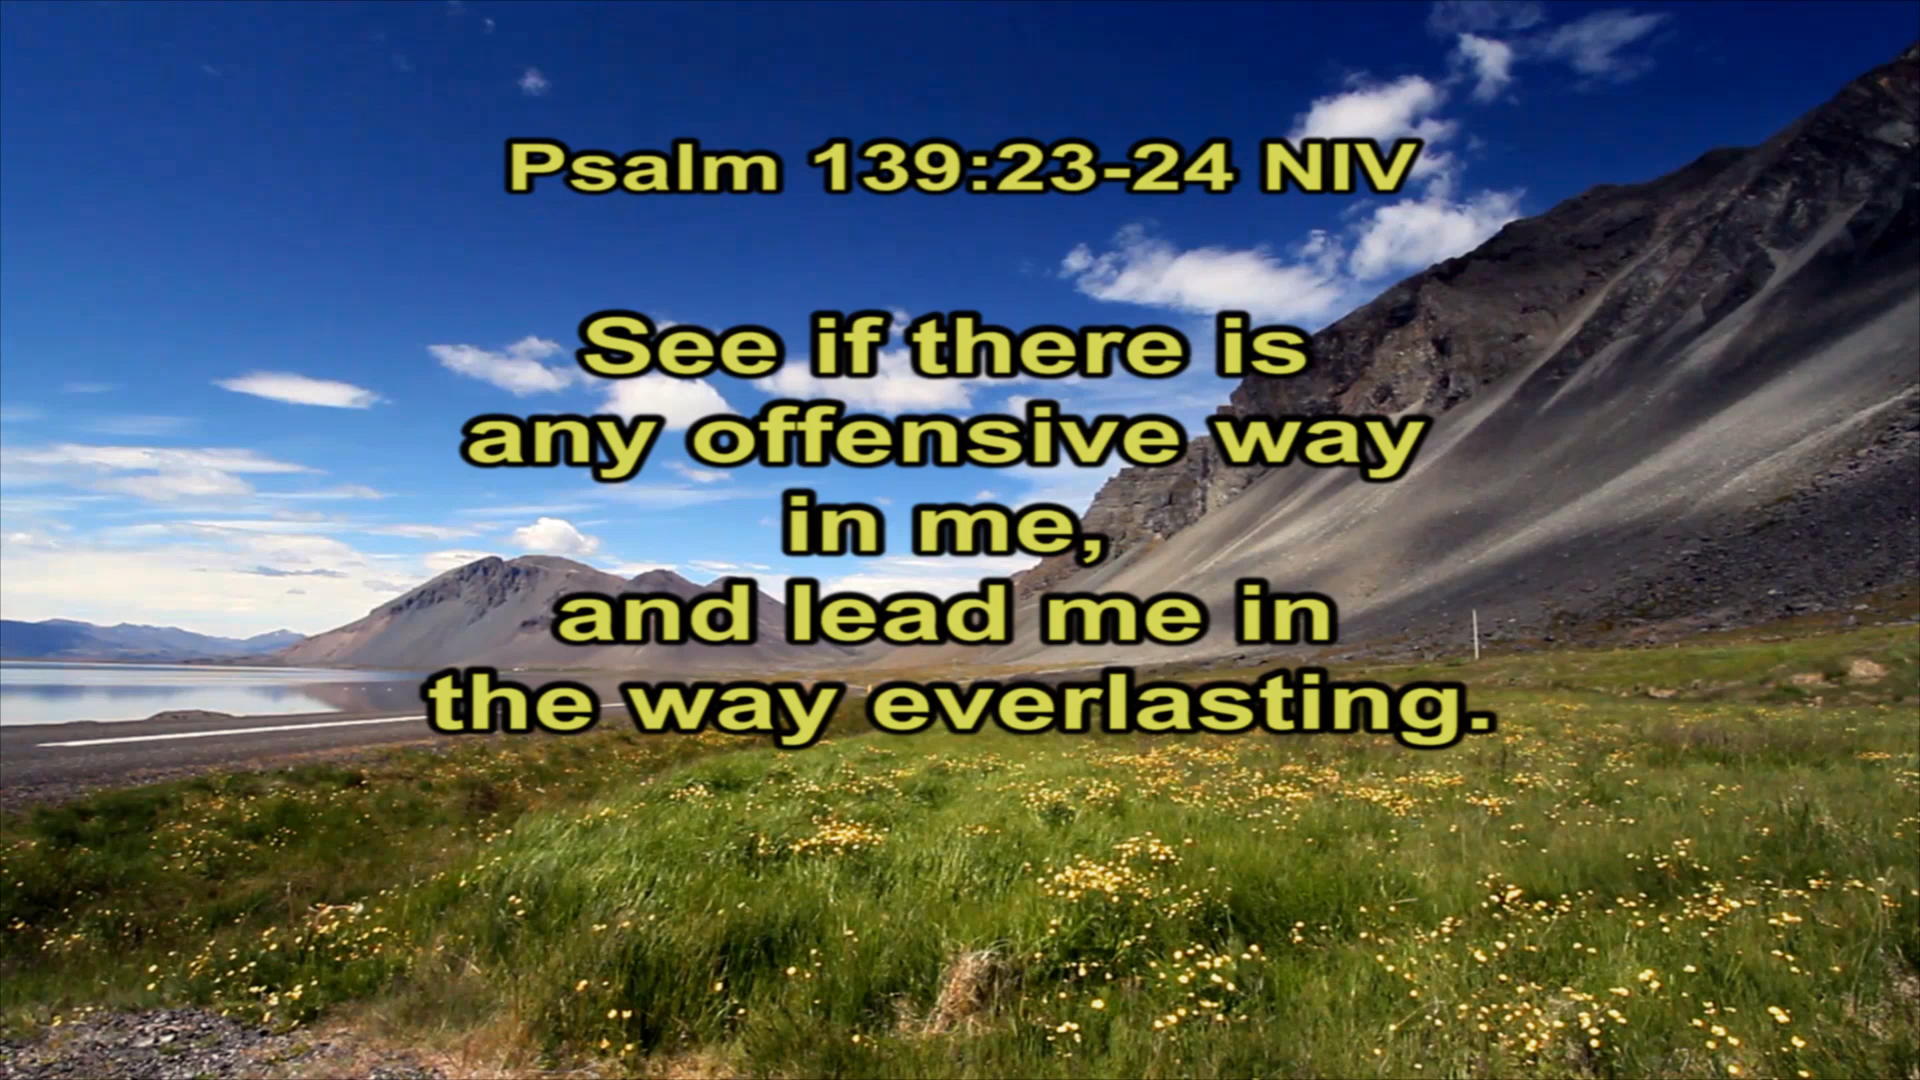 Psalm 139:23-24 NIV
See if there is
any offensive way
in me,
and lead me in
the way everlasting.